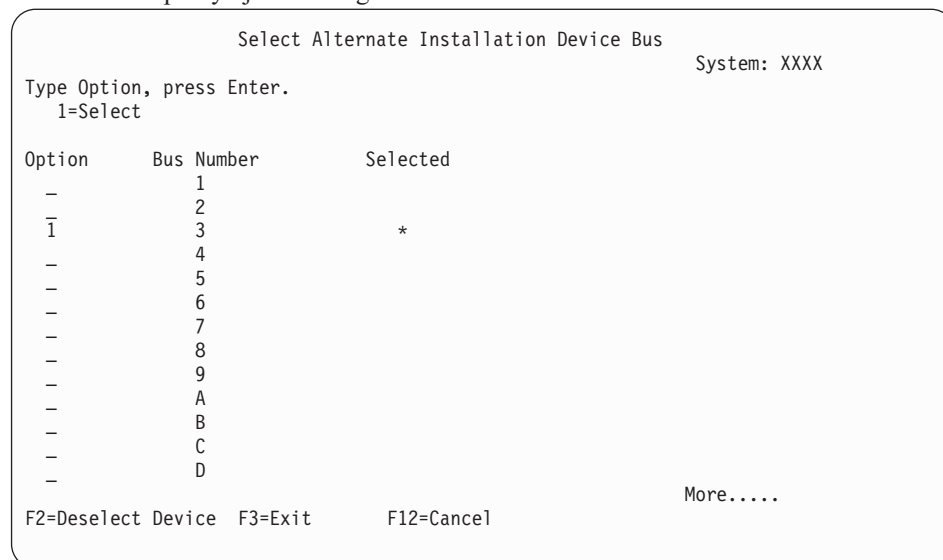 Select Alternate Installation Device Bus
System: XXXX
Type Option, press Enter.
1=Select
Option Bus Number Selected
_ 1
_ 2
1 3 *
_ 4
_ 5
_ 6
_ 7
_ 8
_ 9
_ A
_ B
_ C
_ D
More.....
F2=Deselect Device F3=Exit F12=Cancel